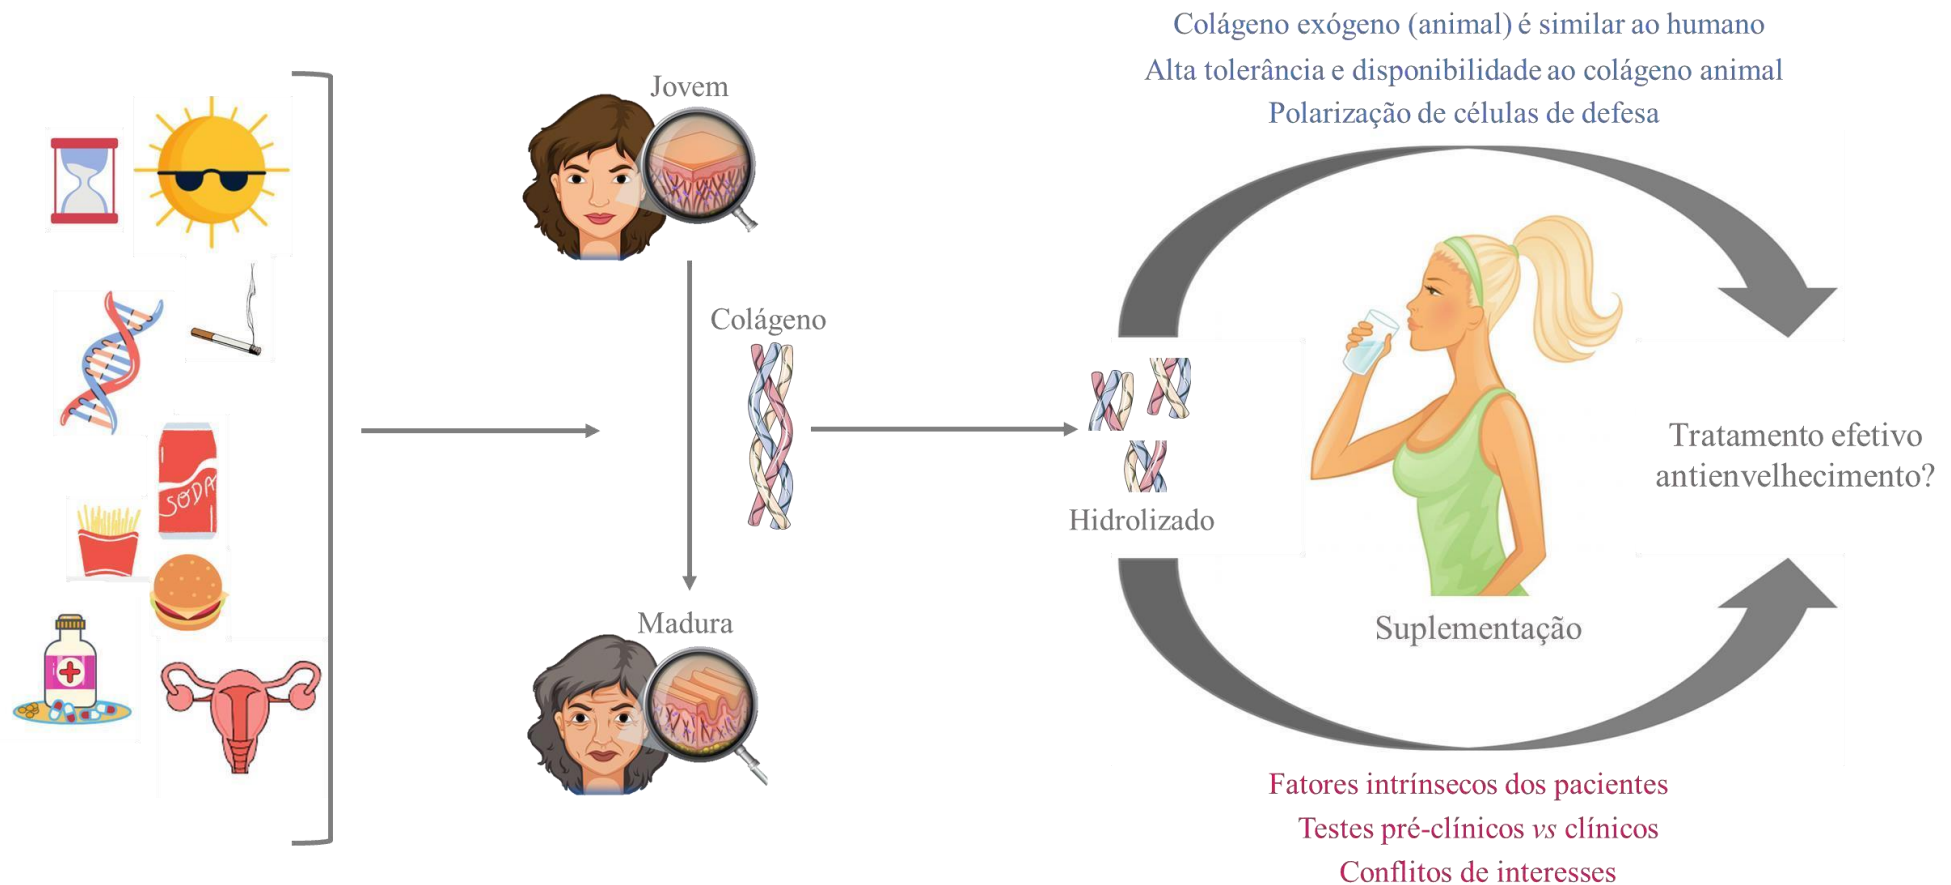 Colágeno exógeno (animal) é similar ao humano
Alta tolerância e disponibilidade ao colágeno animal
Polarização de células de defesa
Jovem
SODA
Colágeno
Hidrolizado
Madura
Suplementação
Tratamento efetivo
antienvelhecimento?
Fatores intrínsecos dos pacientes
Testes pré-clínicos vs clínicos
Conflitos de interesses